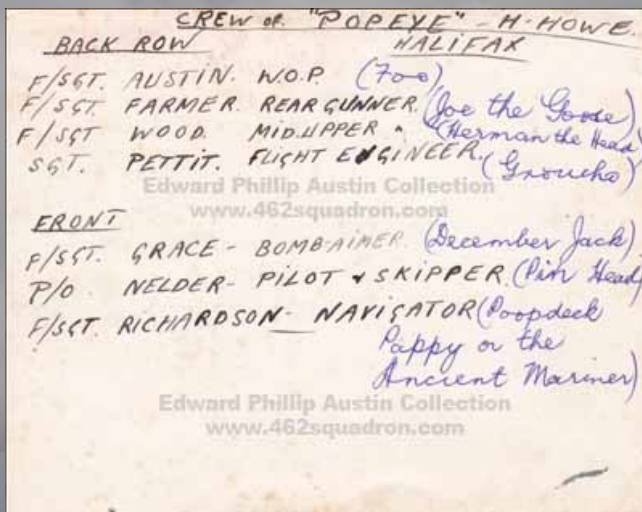 CREW OF "POPEYE" - H-HOWE.
BACK ROW HALIFAX
F/SGT. AUSTIN. W.O.P. (Foo)
F/SGT. FARMER REAR GUNNER. (Joe the Goose)
F/SGT WOOD. MID.UPPER " (Herman the Head
SGT. PETTIT. FLIGHT ENGINEER. (Groucho)
Edward Phillip Austin Collection
www.462squadron.com
FRONT
F/SGT. GRACE - BOMB-AIMER. (December Jack)
P/O NELDER - PILOT & SKIPPER. (Pin Head
F/SGT. RICHARDSON - NAVIGATOR (Poopdeck
Pappy or the
Ancient Mariner)
Edward Phillip Austin Collection
www.462squadron.com